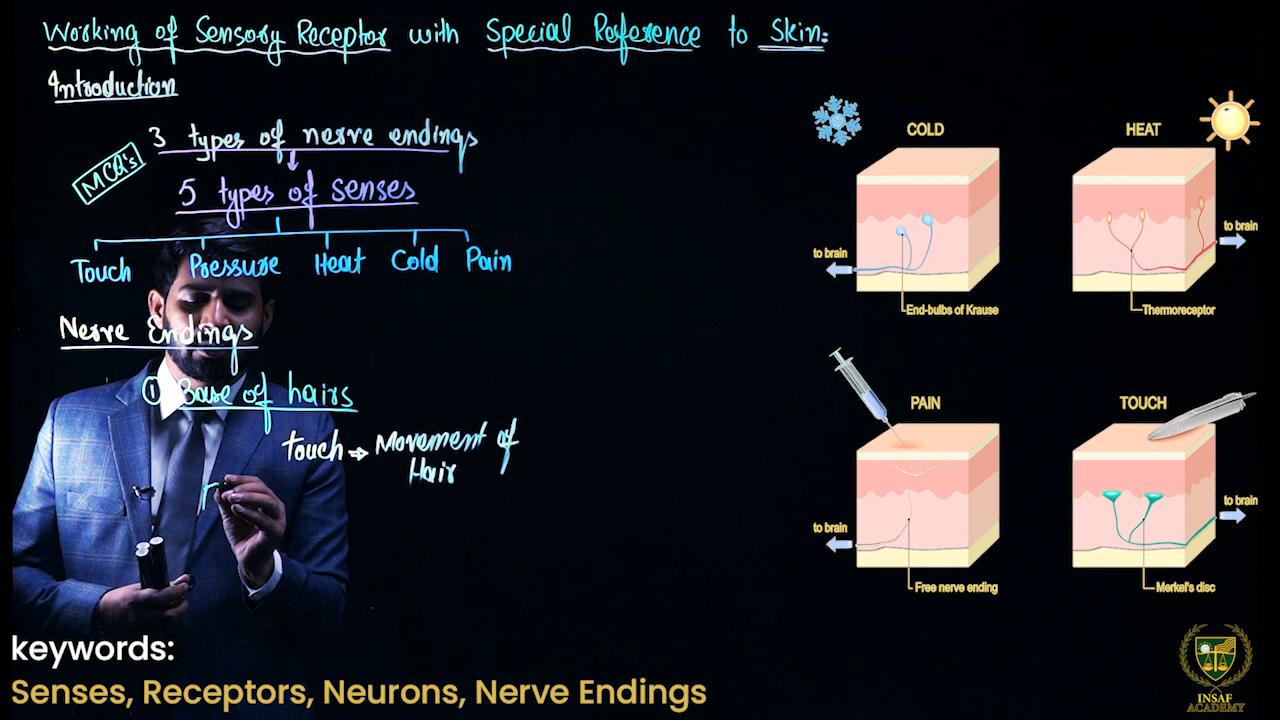 Working of Sensory Receptor with Special Reference to Skin:
Introduction
3 types of nerve endings
MCQ's
5 types of senses
Touch Pressure Heat Cold Pain
Nerve Endings
① Base of hairs
touch → Movement of
Hair
COLD
to brain
End-bulbs of Krause
HEAT
to brain
Thermoreceptor
PAIN
to brain
Free nerve ending
TOUCH
to brain
Merkel's disc
keywords:
Senses, Receptors, Neurons, Nerve Endings
INSAF
ACADEMY